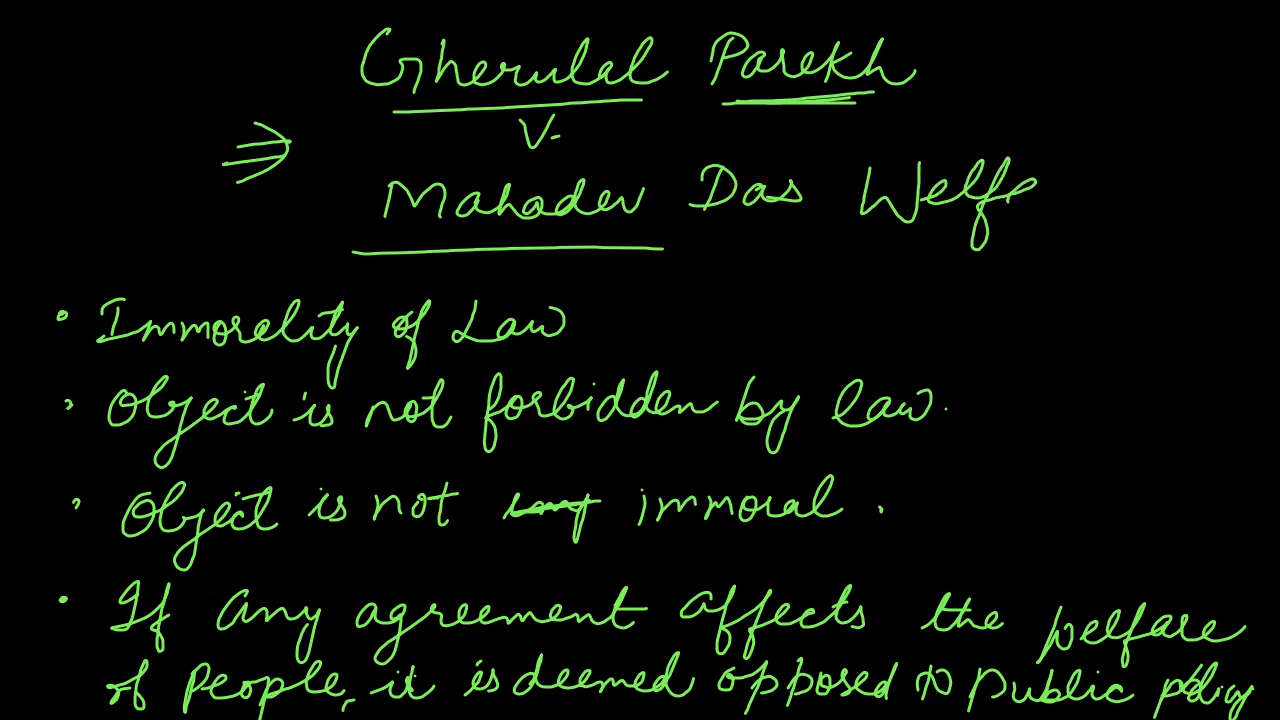 Gherulal Parekh
V.
⇒
Mahadev Das Welfe
• Immorality of Law
• Object is not forbidden by law.
• Object is not immoral.
• If any agreement affects the welfare
of people, it is deemed opposed to public policy